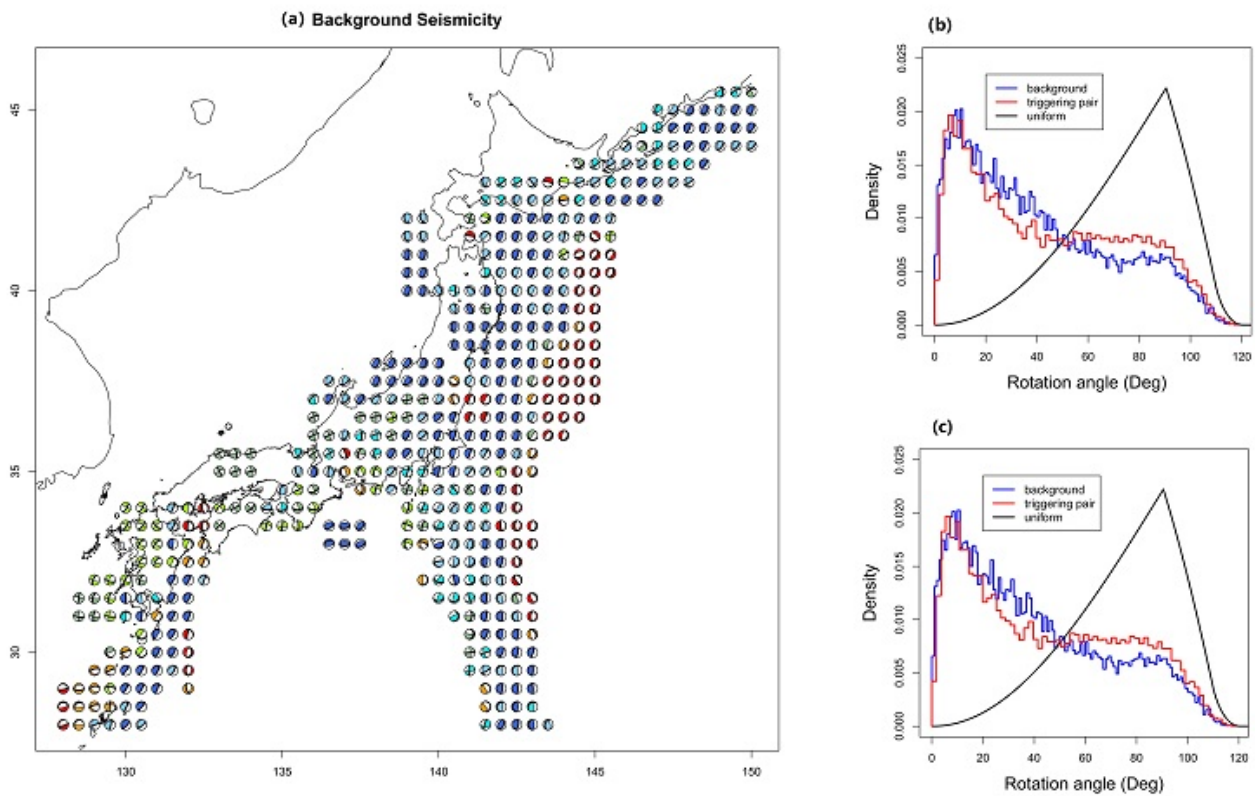 (a) Background Seismicity
45
40
35
30
130 135 140 145 150
(b)
0.025
0.020
0.015
0.010
0.005
0.000
Density
background
triggering pair
uniform
0 20 40 60 80 100 120
Rotation angle (Deg)
(c)
0.025
0.020
0.015
0.010
0.005
0.000
Density
background
triggering pair
uniform
0 20 40 60 80 100 120
Rotation angle (Deg)